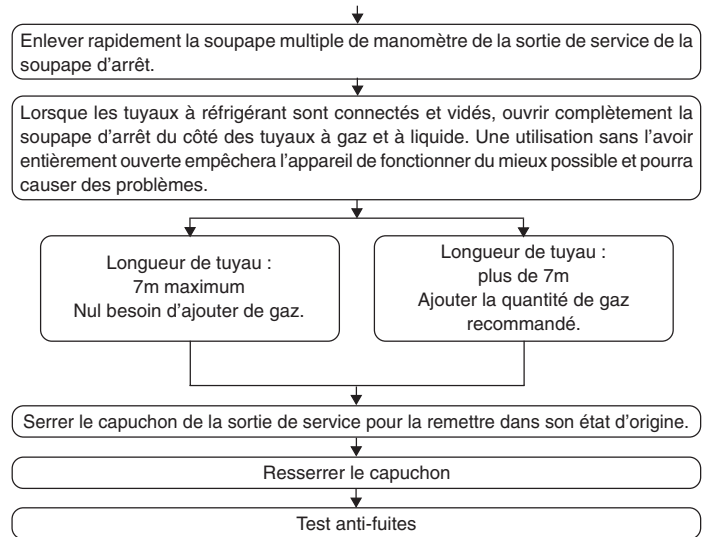 Enlever rapidement la soupape multiple de manomètre de la sortie de service de la
soupape d'arrêt.
Lorsque les tuyaux à réfrigérant sont connectés et vidés, ouvrir complètement la
soupape d'arrêt du côté des tuyaux à gaz et à liquide. Une utilisation sans l'avoir
entièrement ouverte empêchera l'appareil de fonctionner du mieux possible et pourra
causer des problèmes.
Longueur de tuyau :
7m maximum
Nul besoin d'ajouter de gaz.
Longueur de tuyau :
plus de 7m
Ajouter la quantité de gaz
recommandé.
Serrer le capuchon de la sortie de service pour la remettre dans son état d'origine.
Resserrer le capuchon
Test anti-fuites